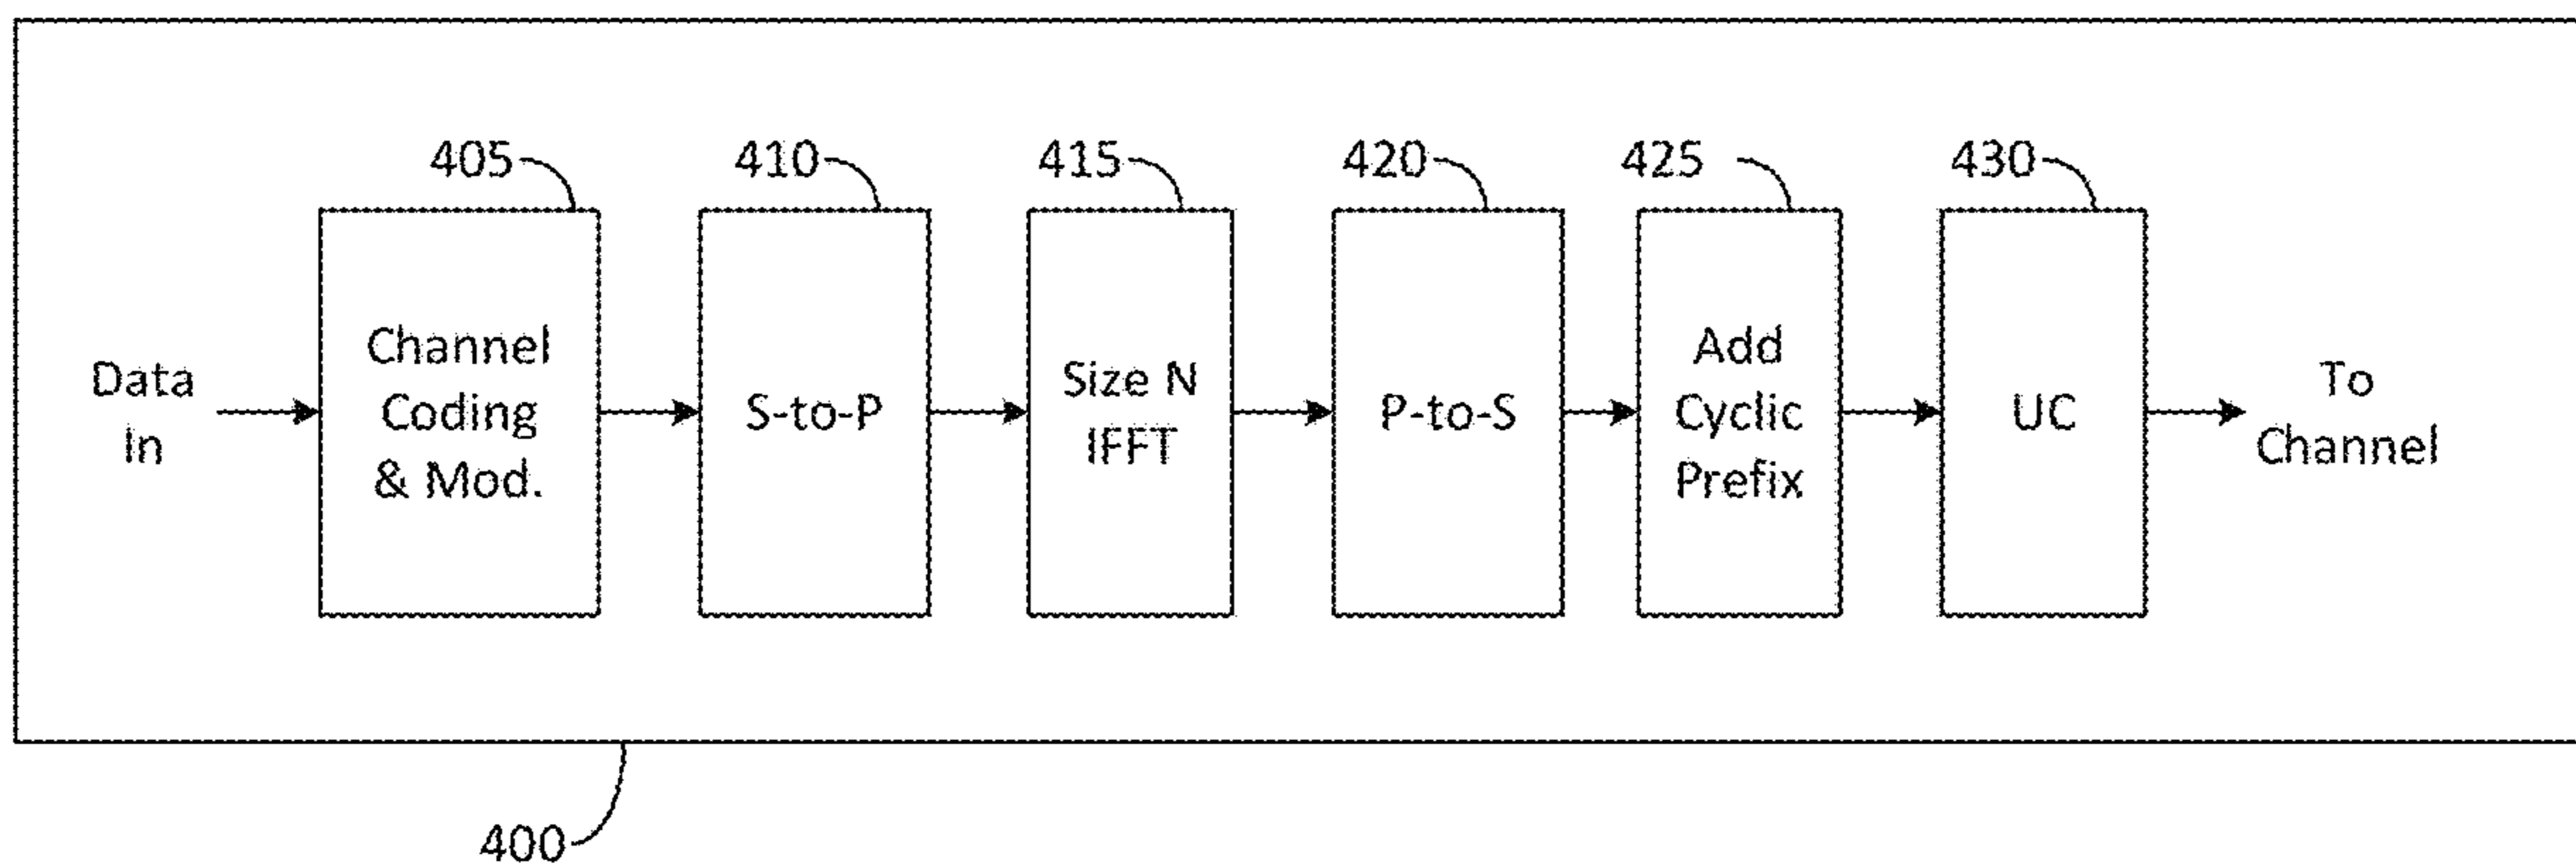 405
410
415
420
425
430
Data
In
Channel
Coding
& Mod.
S-to-P
Size N
IFFT
P-to-S
Add
Cyclic
Prefix
UC
To
Channel
400